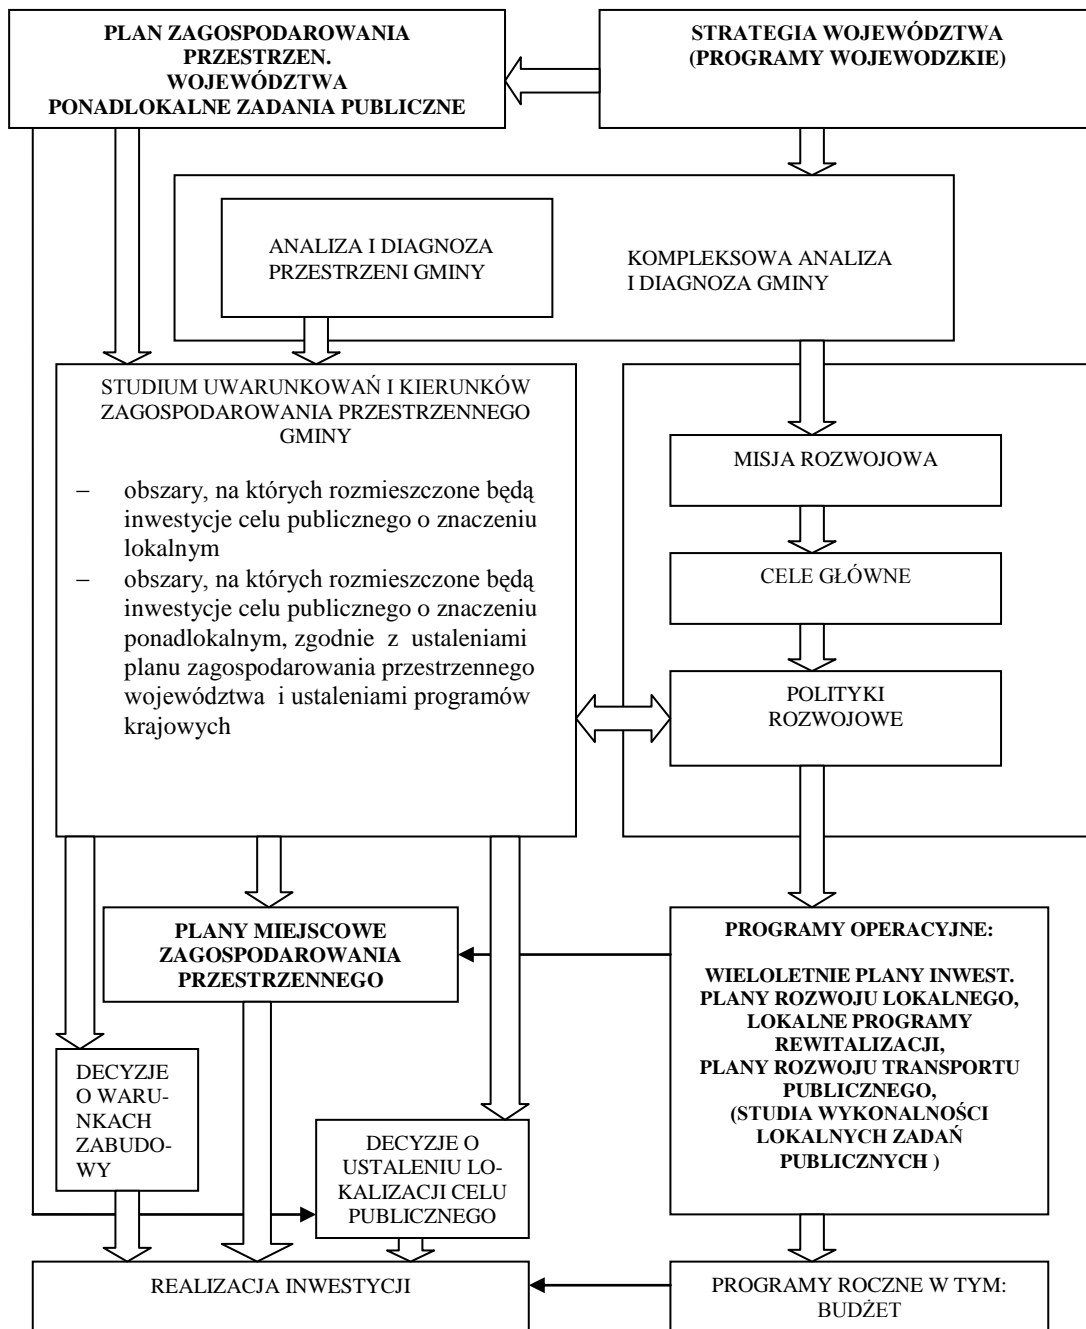 PLAN ZAGOSPODAROWANIA
PRZESTRZEN.
WOJEWÓDZTWA
PONADLOKALNE ZADANIA PUBLICZNE
STRATEGIA WOJEWÓDZTWA
(PROGRAMY WOJEWODZKIE)
ANALIZA I DIAGNOZA
PRZESTRZENI GMINY
KOMPLEKSOWA ANALIZA
I DIAGNOZA GMINY
STUDIUM UWARUNKOWAŃ I KIERUNKÓW
ZAGOSPODAROWANIA PRZESTRZENNEGO
GMINY
– obszary, na których rozmieszczone będą
inwestycje celu publicznego o znaczeniu
lokalnym
– obszary, na których rozmieszczone będą
inwestycje celu publicznego o znaczeniu
ponadlokalnym, zgodnie z ustaleniami
planu zagospodarowania przestrzennego
województwa i ustaleniami programów
krajowych
MISJA ROZWOJOWA
CELE GŁÓWNE
POLITYKI
ROZWOJOWE
PLANY MIEJSCOWE
ZAGOSPODAROWANIA
PRZESTRZENNEGO
PROGRAMY OPERACYJNE:
WIELOLETNIE PLANY INWEST.
PLANY ROZWOJU LOKALNEGO,
LOKALNE PROGRAMY
REWITALIZACJI,
PLANY ROZWOJU TRANSPORTU
PUBLICZNEGO,
(STUDIA WYKONALNOŚCI
LOKALNYCH ZADAŃ
PUBLICZNYCH )
DECYZJE
O WARU-
NKACH
ZABUDO-
WY
DECYZJE O
USTALENIU LO-
KALIZACJI CELU
PUBLICZNEGO
REALIZACJA INWESTYCJI
PROGRAMY ROCZNE W TYM:
BUDŻET